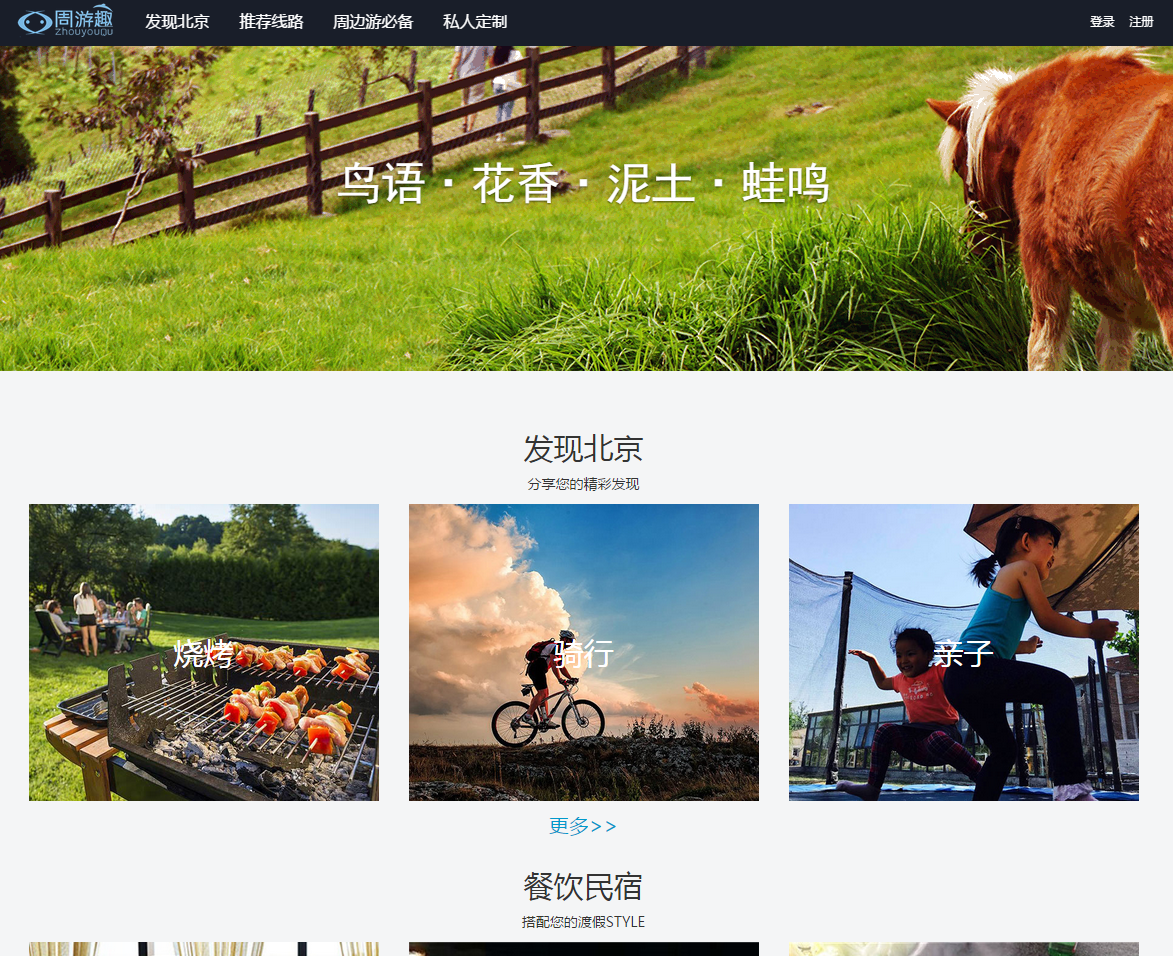 周游趣
zhouyouqu
发现北京 推荐线路 周边游必备 私人定制
登录 注册
鸟语·花香·泥土·蛙鸣
发现北京
分享您的精彩发现
烧烤 骑行 亲子
更多>>
餐饮民宿
搭配您的渡假STYLE